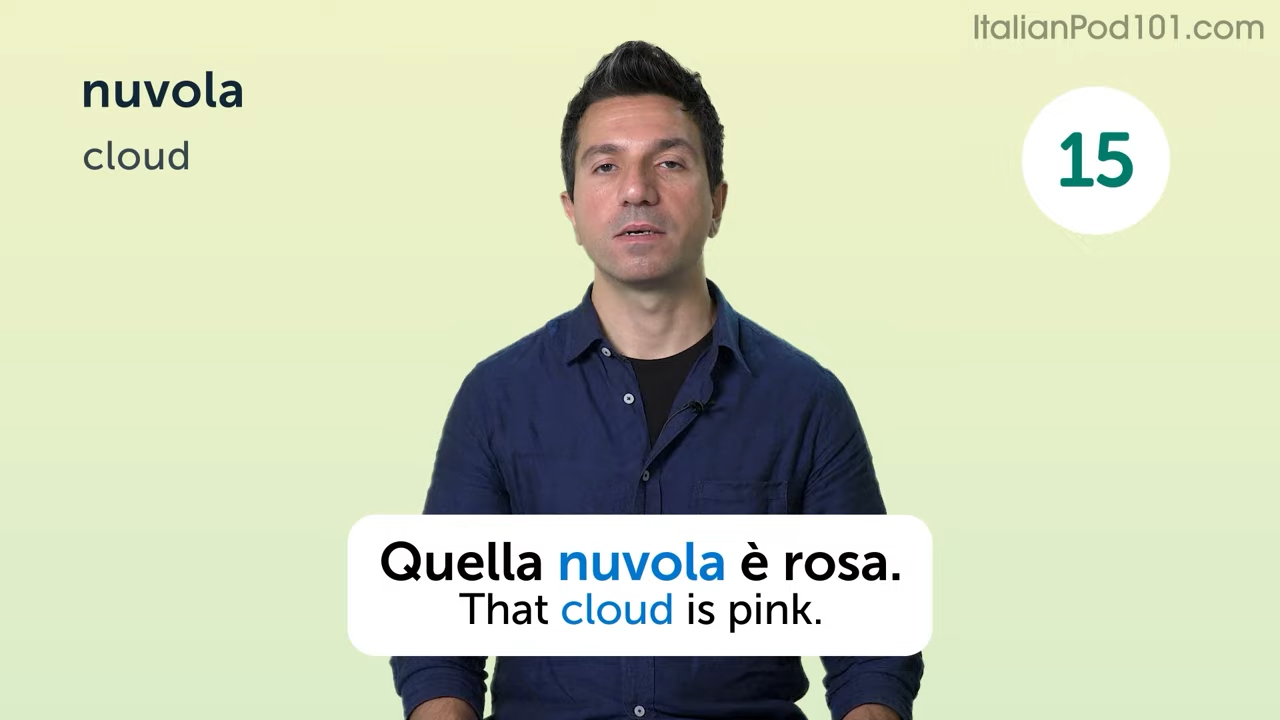 ItalianPod101.com
nuvola
cloud
15
Quella nuvola è rosa.
That cloud is pink.